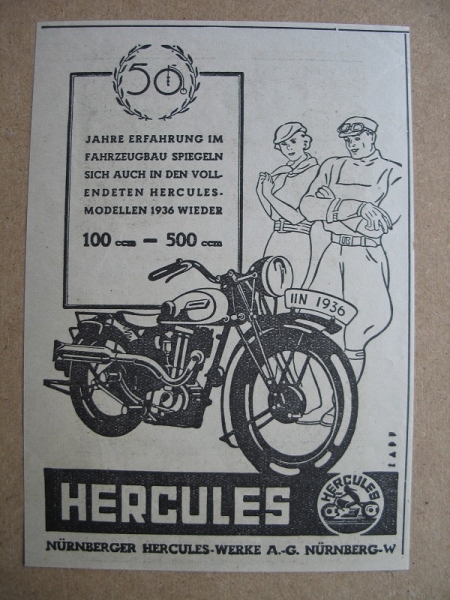 50
JAHRE ERFAHRUNG IM
FAHRZEUGBAU SPIEGELN
SICH AUCH IN DEN VOLL-
ENDETEN HERCULES-
MODELLEN 1936 WIEDER
100 ccm – 500 ccm
IIN 1936
HERCULES
HERCULES
NÜRNBERGER HERCULES-WERKE A.-G. NÜRNBERG-W